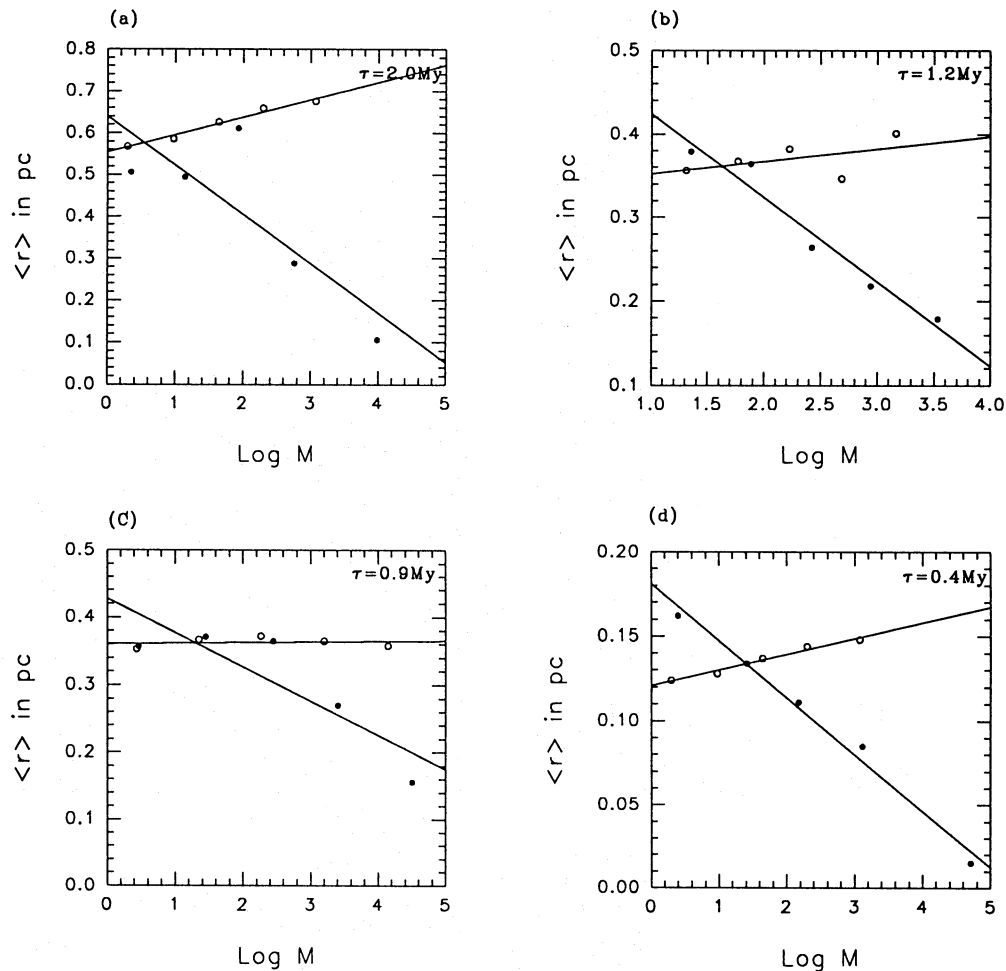 (a)
τ=2.0My
0.8
0.7
0.6
0.5
0.4
0.3
0.2
0.1
0.0
<r> in pc
0 1 2 3 4 5
Log M
(b)
τ=1.2My
0.5
0.4
0.3
0.2
0.1
<r> in pc
1.0 1.5 2.0 2.5 3.0 3.5 4.0
Log M
(C)
τ=0.9My
0.5
0.4
0.3
0.2
0.1
0.0
<r> in pc
0 1 2 3 4 5
Log M
(d)
τ=0.4My
0.20
0.15
0.10
0.05
0.00
<r> in pc
0 1 2 3 4 5
Log M